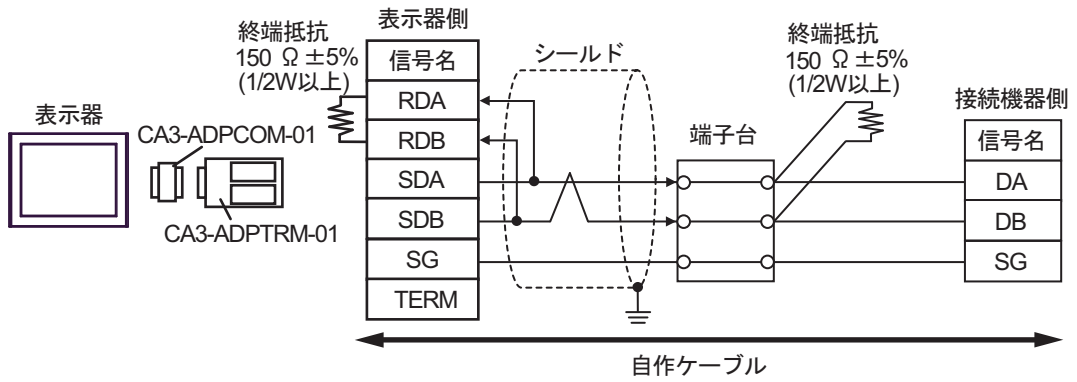 表示器
CA3-ADPCOM-01
CA3-ADPTRM-01
終端抵抗
150 Ω ±5%
(1/2W以上)
表示器側
信号名
RDA
RDB
SDA
SDB
SG
TERM
シールド
端子台
終端抵抗
150 Ω ±5%
(1/2W以上)
接続機器側
信号名
DA
DB
SG
自作ケーブル